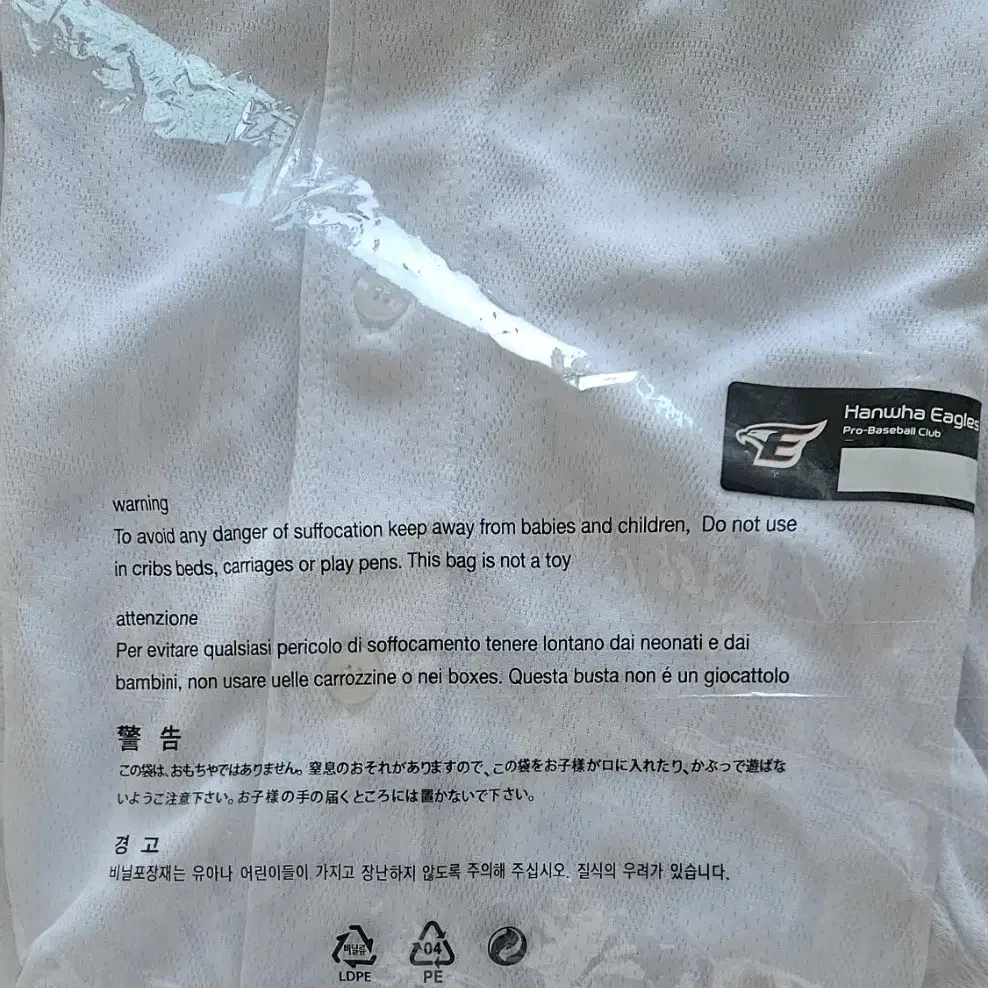 Hanwha Eagles
Pro-Baseball Club
E
warning
To avoid any danger of suffocation keep away from babies and children, Do not use
in cribs beds, carriages or play pens. This bag is not a toy
attenzione
Per evitare qualsiasi pericolo di soffocamento tenere lontano dai neonati e dai
bambini, non usare uelle carrozzine o nei boxes. Questa busta non é un giocattolo
警 告
この袋は、おもちゃではありません。窒息のおそれがありますので、この袋をお子様が口に入れたり、かぶって遊ばな
いようご注意下さい。お子様の手の届くところには置かないで下さい。
경 고
비닐포장재는 유아나 어린이들이 가지고 장난하지 않도록 주의해 주십시오. 질식의 우려가 있습니다.
비닐류
LDPE
04
PE